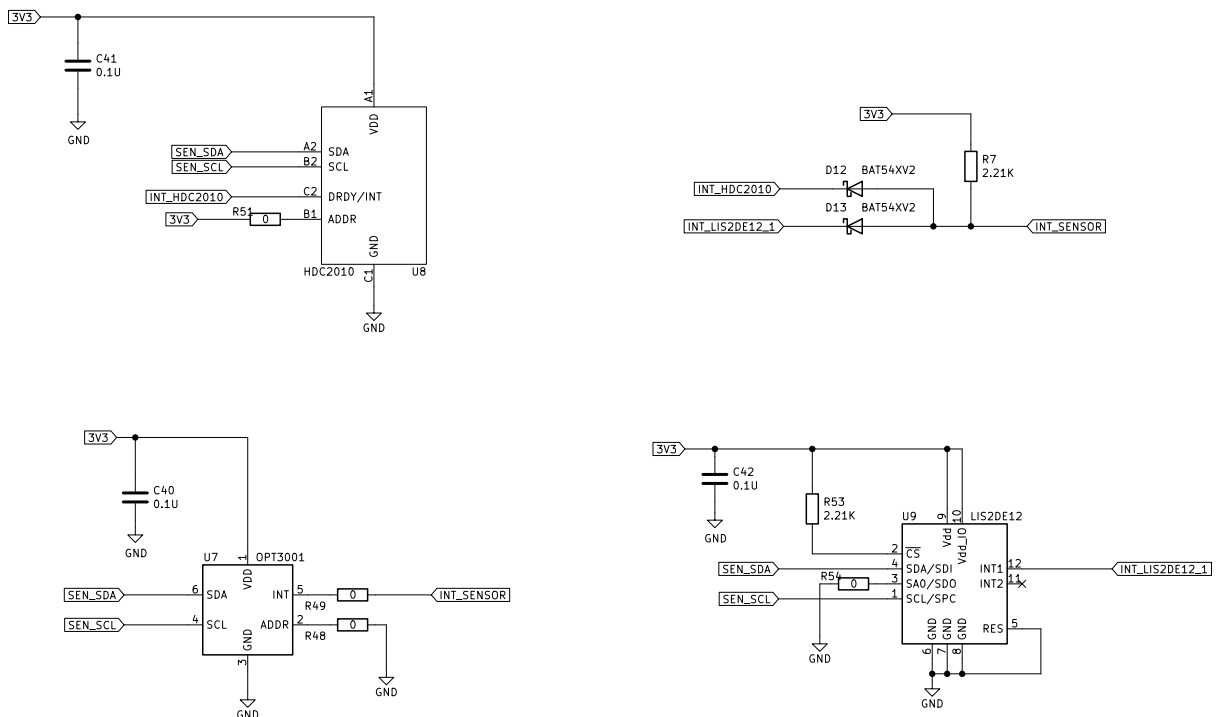 3V3
C41
0.1U
GND
A1
VDD
SEN_SDA
A2
SDA
SEN_SCL
B2
SCL
INT_HDC2010
C2
DRDY/INT
3V3
R51
0
B1
ADDR
GND
HDC2010
C1
U8
GND
3V3
R7
2.21K
D12 BAT54XV2
INT_HDC2010
D13 BAT54XV2
INT_LIS2DE12_1
INT_SENSOR
3V3
C40
0.1U
GND
U7
1
OPT3001
VDD
SEN_SDA
6
SDA
INT
5
0
INT_SENSOR
R49
SEN_SCL
4
SCL
ADDR
2
0
R48
GND
3
GND
GND
3V3
C42
0.1U
GND
R53
2.21K
U9
9
10
LIS2DE12
Vdd
Vdd_IO
2
CS
SEN_SDA
4
SDA/SDI
INT1
12
INT_LIS2DE12_1
R54
0
3
SA0/SDO
INT2
11
SEN_SCL
1
SCL/SPC
GND
GND
GND
GND
RES
5
6
7
8
GND